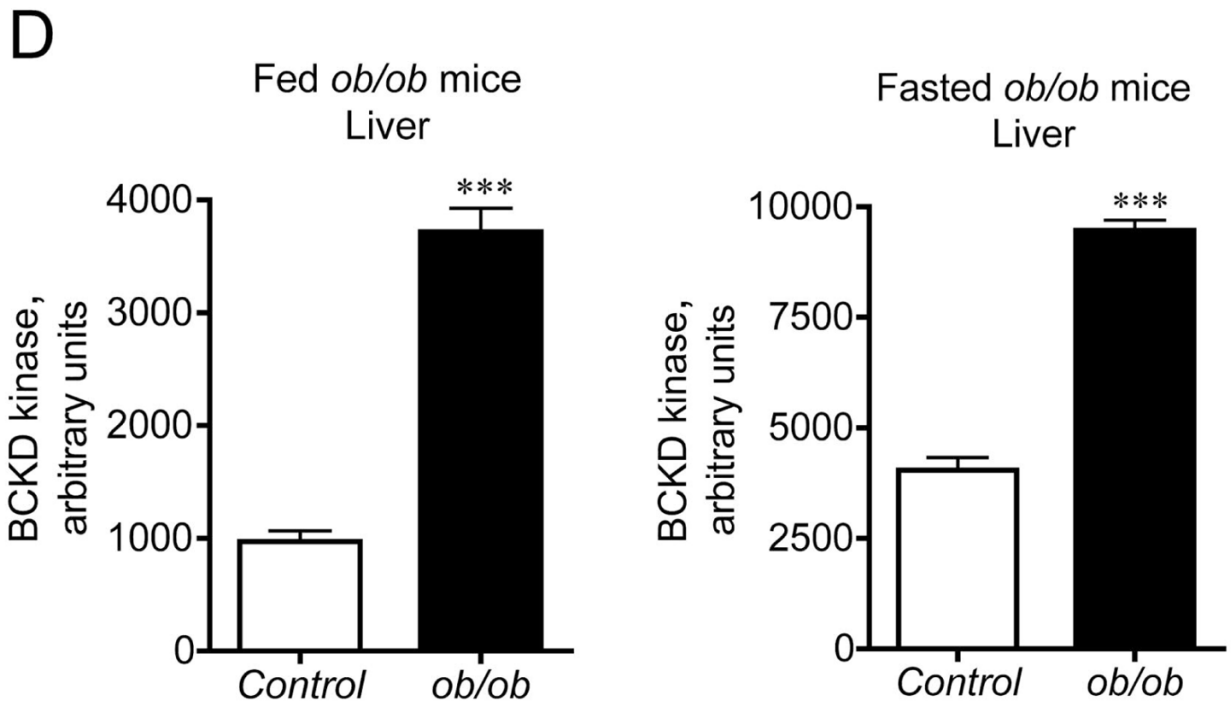 D
Fed ob/ob mice
Liver
BCKD kinase,
arbitrary units
4000
3000
2000
1000
0
***
Control
ob/ob
Fasted ob/ob mice
Liver
BCKD kinase,
arbitrary units
10000
7500
5000
2500
0
***
Control
ob/ob